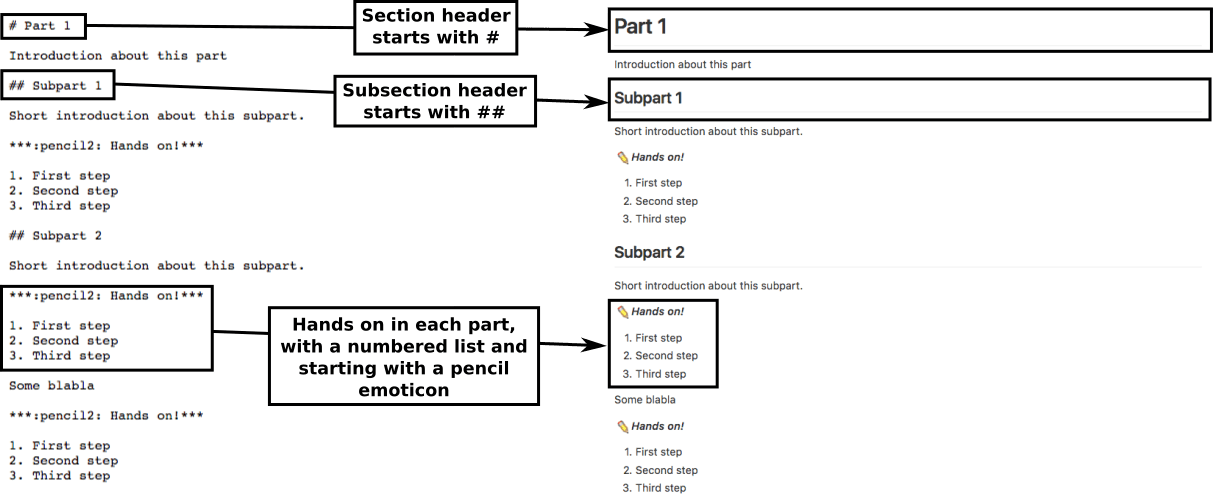 # Part 1
Introduction about this part
## Subpart 1
Short introduction about this subpart.
***:pencil2: Hands on!***
1. First step
2. Second step
3. Third step
## Subpart 2
Short introduction about this subpart.
***:pencil2: Hands on!***
1. First step
2. Second step
3. Third step
Some blabla
***:pencil2: Hands on!***
1. First step
2. Second step
3. Third step
Section header
starts with #
Subsection header
starts with ##
Hands on in each part,
with a numbered list and
starting with a pencil
emoticon
Part 1
Introduction about this part
Subpart 1
Short introduction about this subpart.
Hands on!
1. First step
2. Second step
3. Third step
Subpart 2
Short introduction about this subpart.
Hands on!
1. First step
2. Second step
3. Third step
Some blabla
Hands on!
1. First step
2. Second step
3. Third step